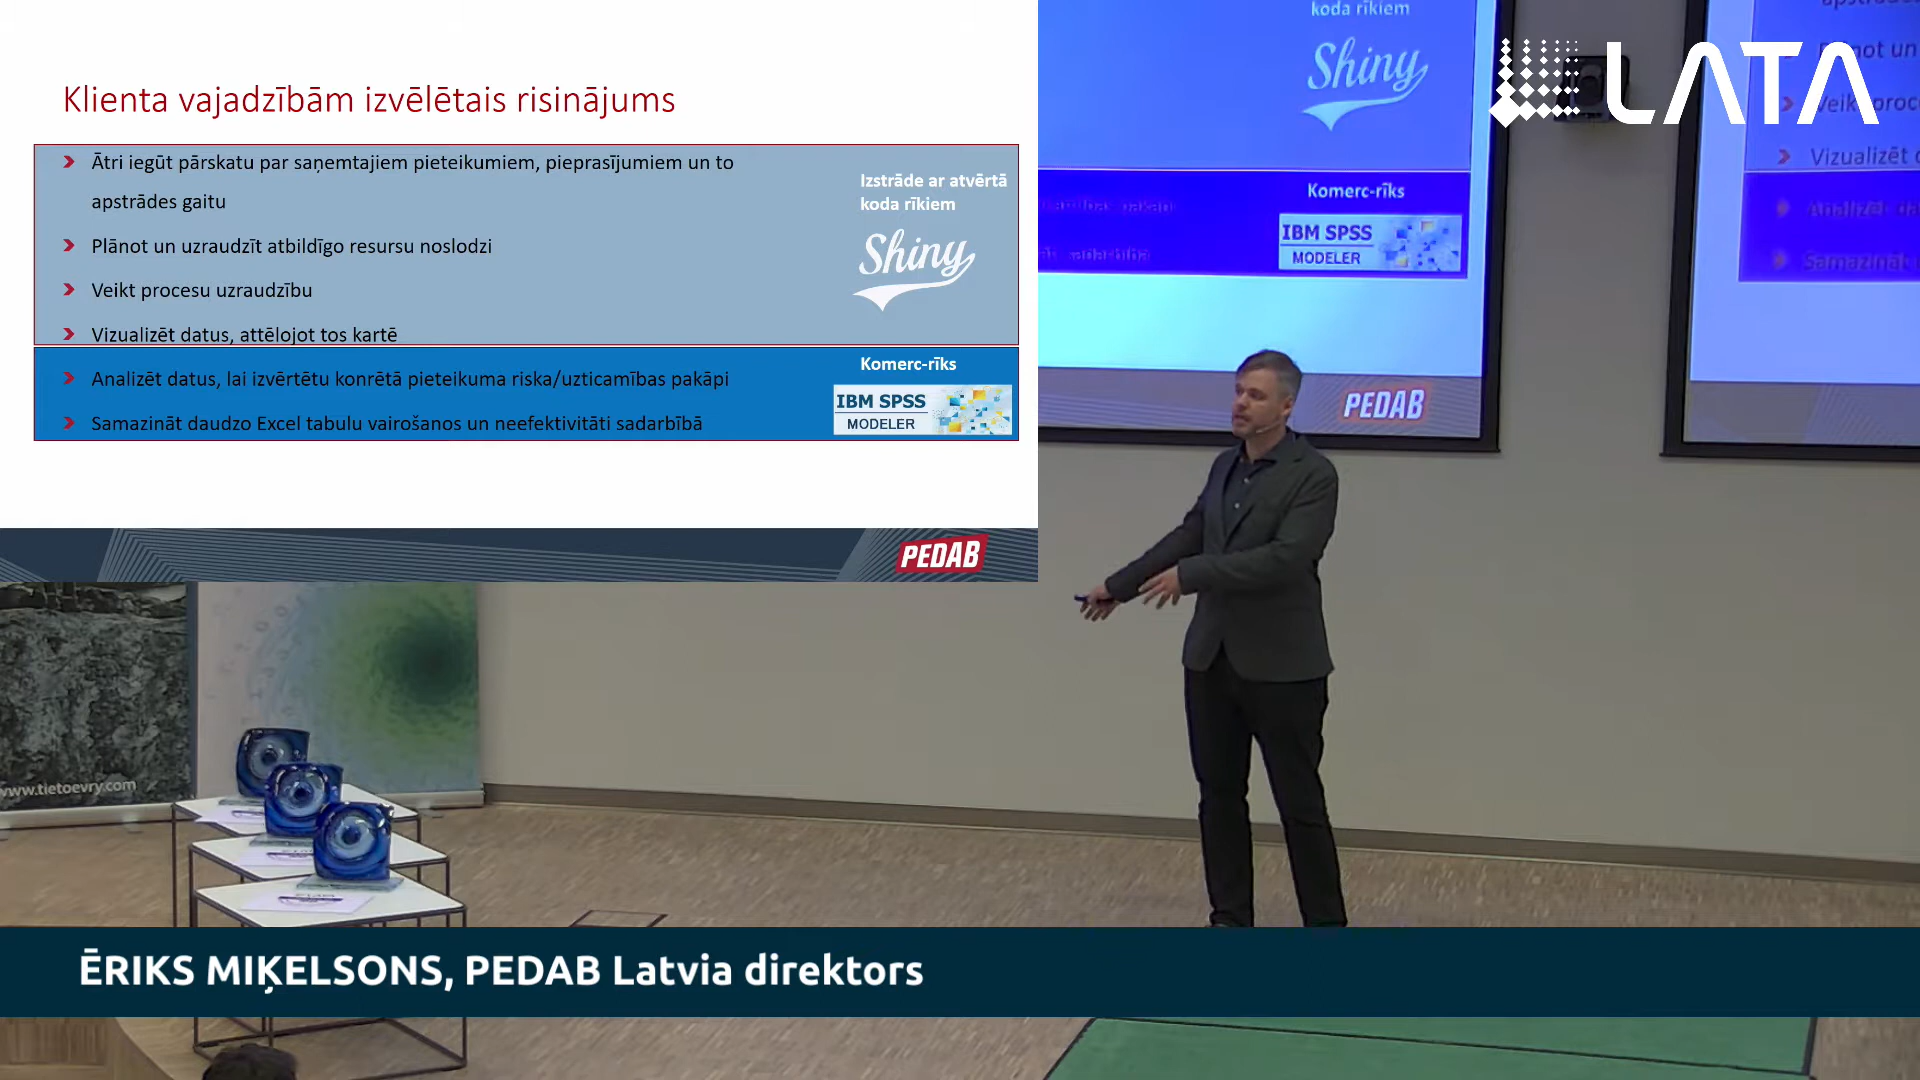 Klienta vajadzībām izvēlētais risinājums
Ātri iegūt pārskatu par saņemtajiem pieteikumiem, pieprasījumiem un to
apstrādes gaitu
Plānot un uzraudzīt atbildīgo resursu noslodzi
Veikt procesu uzraudzību
Vizualizēt datus, attēlojot tos kartē
Izstrāde ar atvērtā
koda rīkiem
Shiny
Analizēt datus, lai izvērtētu konrētā pieteikuma riska/uzticamības pakāpi
Samazināt daudzo Excel tabulu vairošanos un neefektivitāti sadarbībā
Komerc-rīks
IBM SPSS
MODELER
PEDAB
koda rīkiem
Shiny
Komerc-rīks
IBM SPSS
MODELER
PEDAB
LATA
Vizualizēt
Analizēt
Samazināt
www.tietoevry.com
ĒRIKS MIĶELSONS, PEDAB Latvia direktors